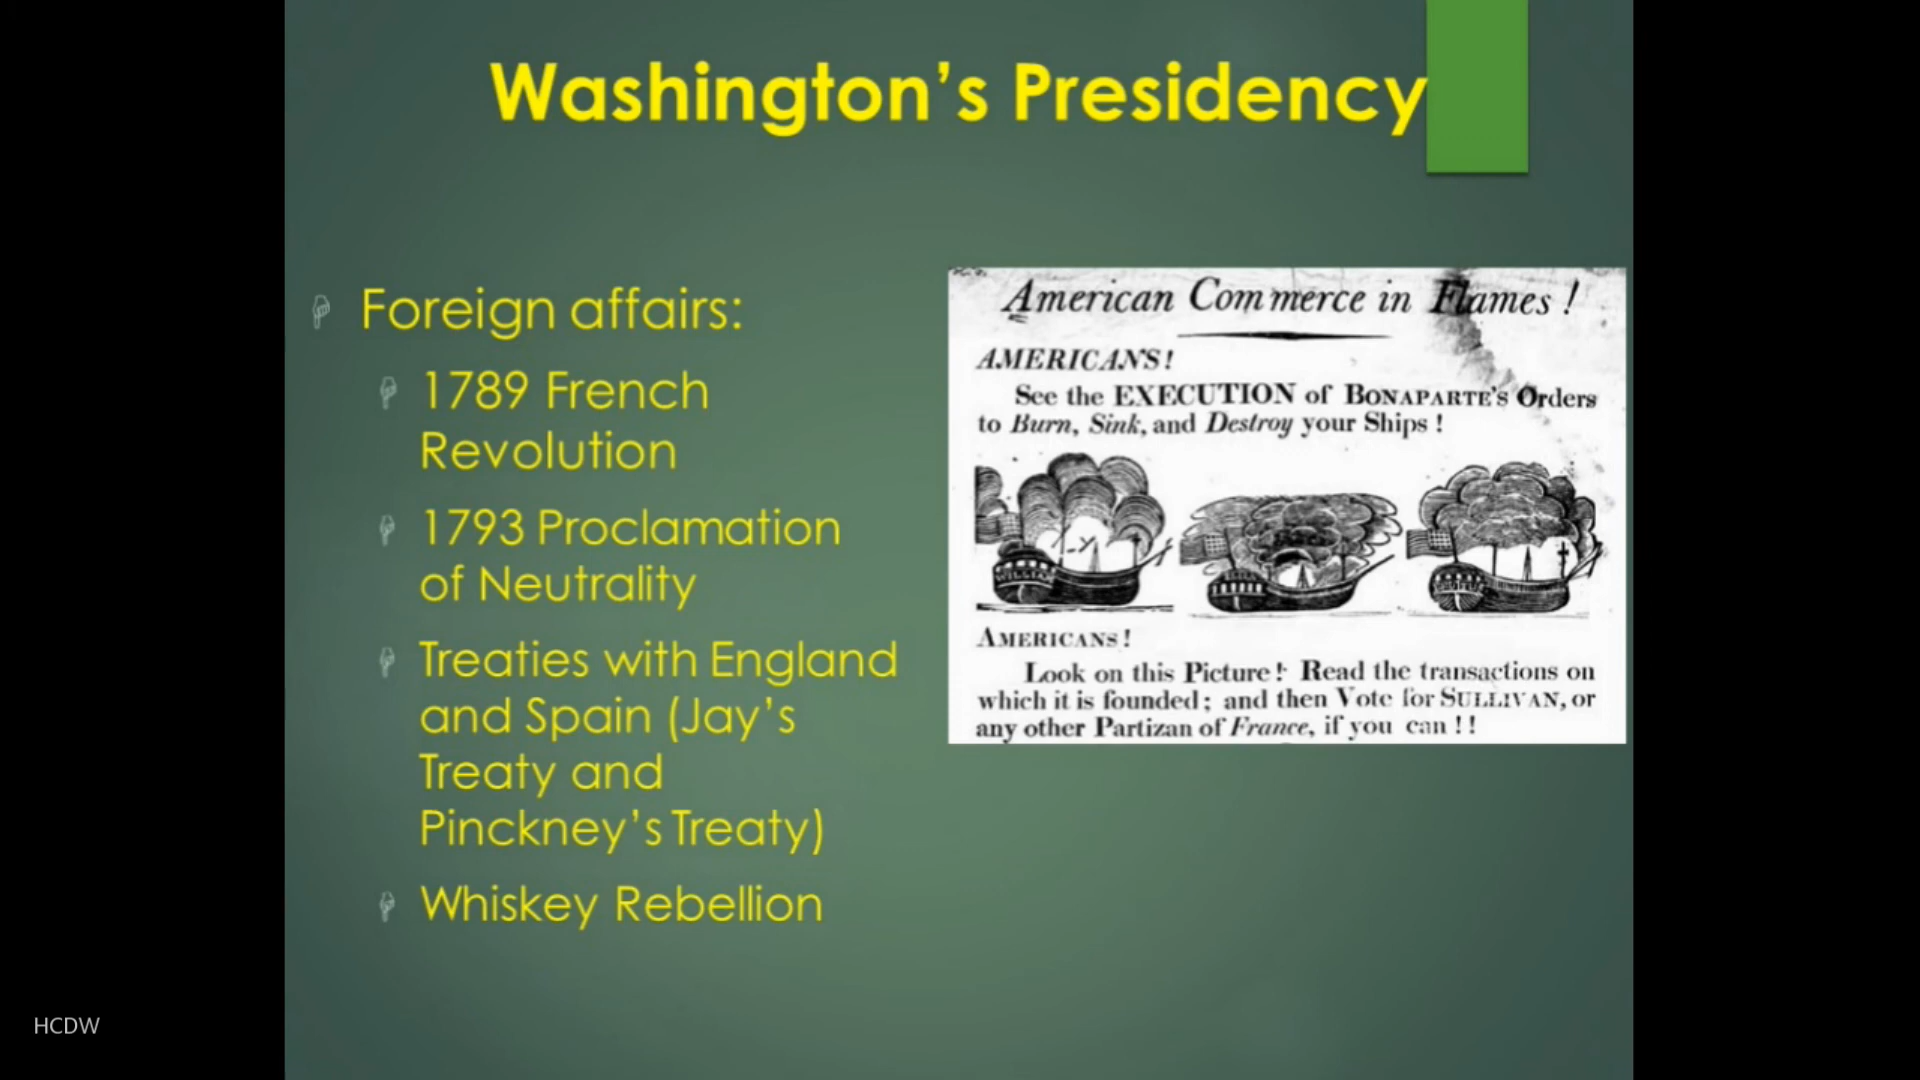 Washington’s Presidency
Foreign affairs:
1789 French
Revolution
1793 Proclamation
of Neutrality
Treaties with England
and Spain (Jay’s
Treaty and
Pinckney’s Treaty)
Whiskey Rebellion
American Commerce in Flames !
AMERICANS !
See the EXECUTION of BONAPARTE’s Orders
to Burn, Sink, and Destroy your Ships !
WILLIAM
AMERICANS !
Look on this Picture ! Read the transactions on
which it is founded ; and then Vote for SULLIVAN, or
any other Partizan of France, if you can ! !
HCDW